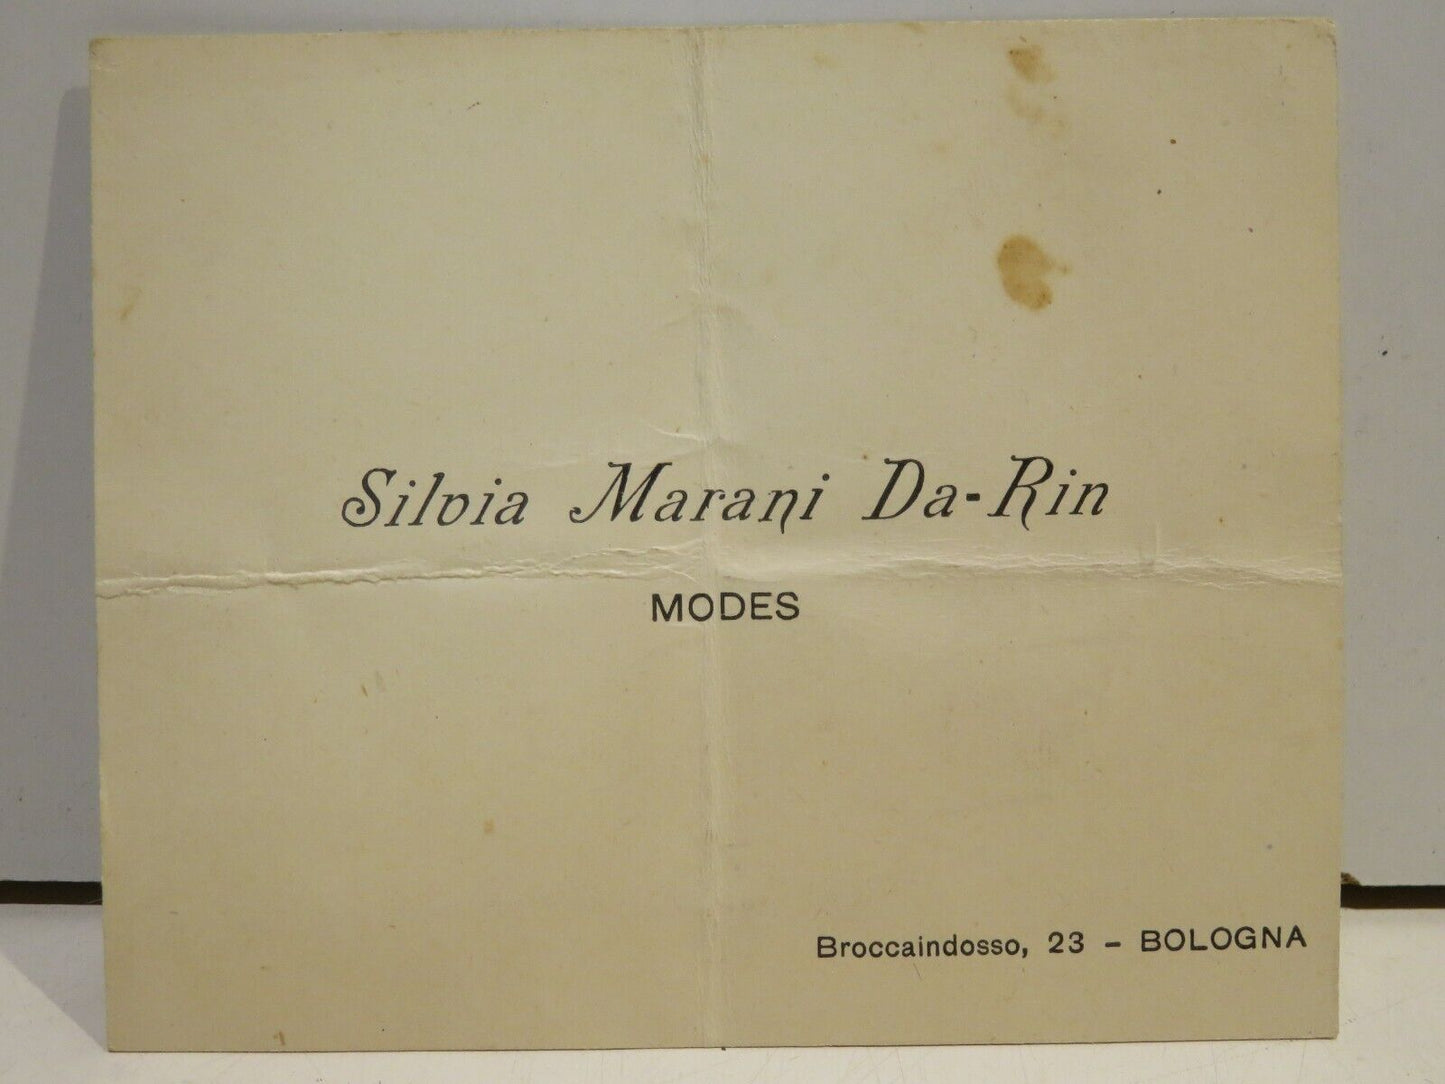 Silvia Marani Da-Rin
MODES
Broccaindosso, 23 - BOLOGNA